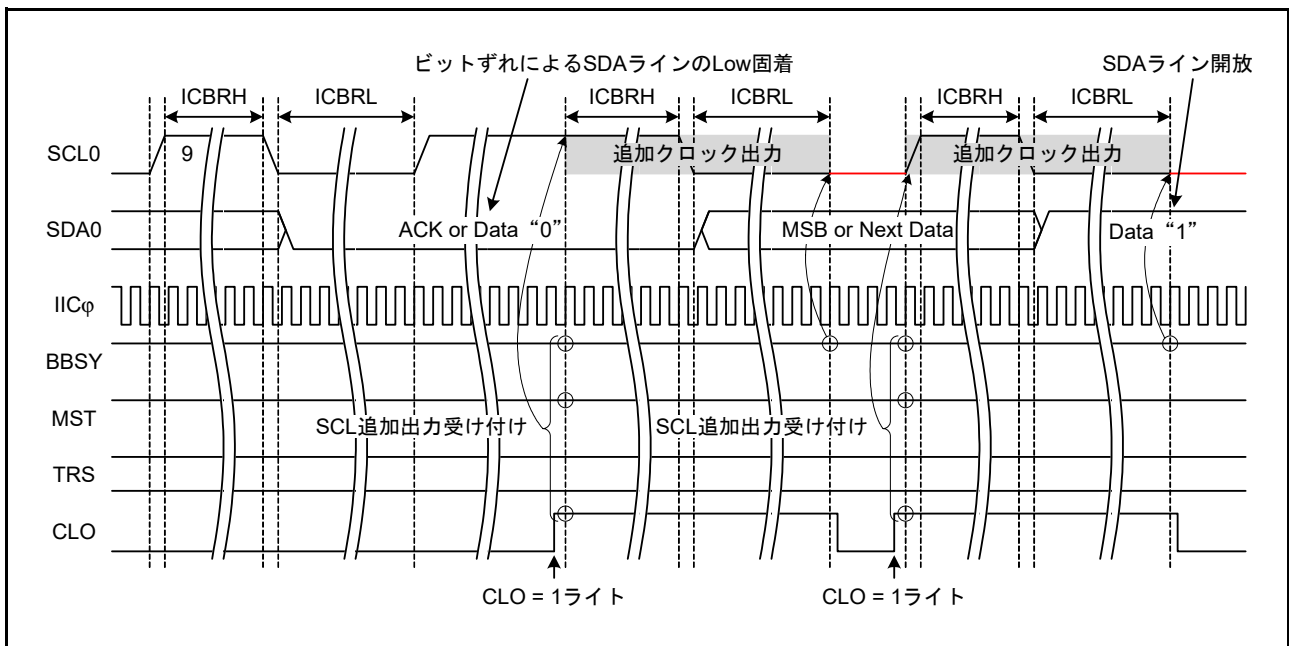 ビットずれによるSDAラインのLow固着
SDAライン開放
ICBRH
ICBRL
ICBRH
ICBRL
ICBRH
ICBRL
SCL0
9
追加クロック出力
追加クロック出力
SDA0
ACK or Data “0”
MSB or Next Data
Data “1”
IICφ
BBSY
MST
SCL追加出力受け付け
SCL追加出力受け付け
TRS
CLO
CLO = 1ライト
CLO = 1ライト